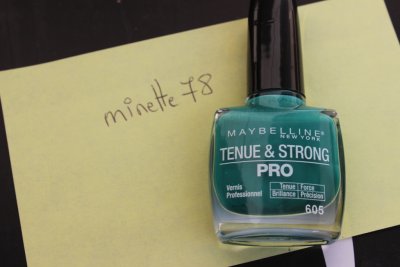 minette 78
MAYBELLINE
NEW YORK
TENUE & STRONG
PRO
Vernis
Professionnel
Tenue Force
Brillance Précision
605